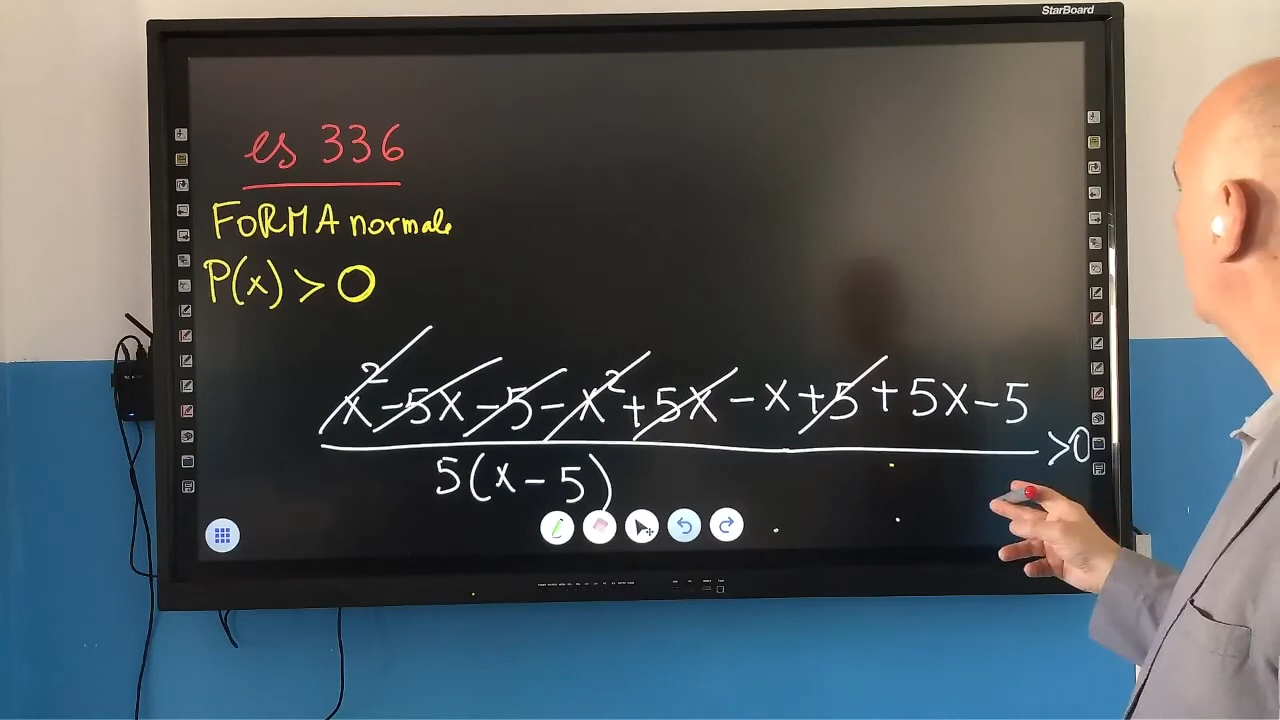 StarBoard
es 336
FORMA normale
P(x) > 0
x² - 5x - 5 - x² + 5x - x + 5 + 5x - 5
> 0
5(x - 5)